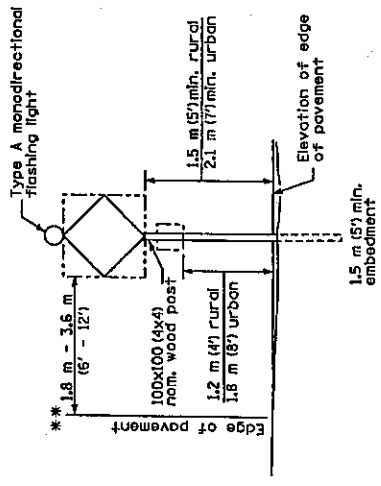 Type A monodirectional
flashing light
**
1.8 m - 3.6 m
(6' - 12')
100x100 (4x4)
nom. wood post
1.5 m (5') min. rural
2.1 m (7') min. urban
1.2 m (4') rural
1.8 m (8') urban
Edge of pavement
Elevation of edge
of pavement
1.5 m (5') min.
embedment